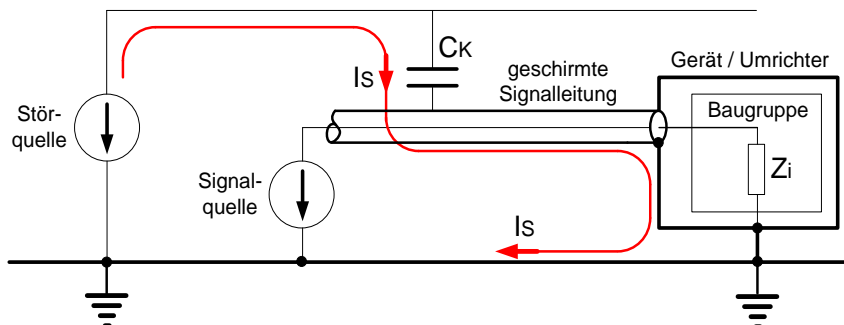 CK
IS
geschirmte
Signalleitung
Gerät / Umrichter
Baugruppe
Stör-
quelle
Zi
Signal-
quelle
IS